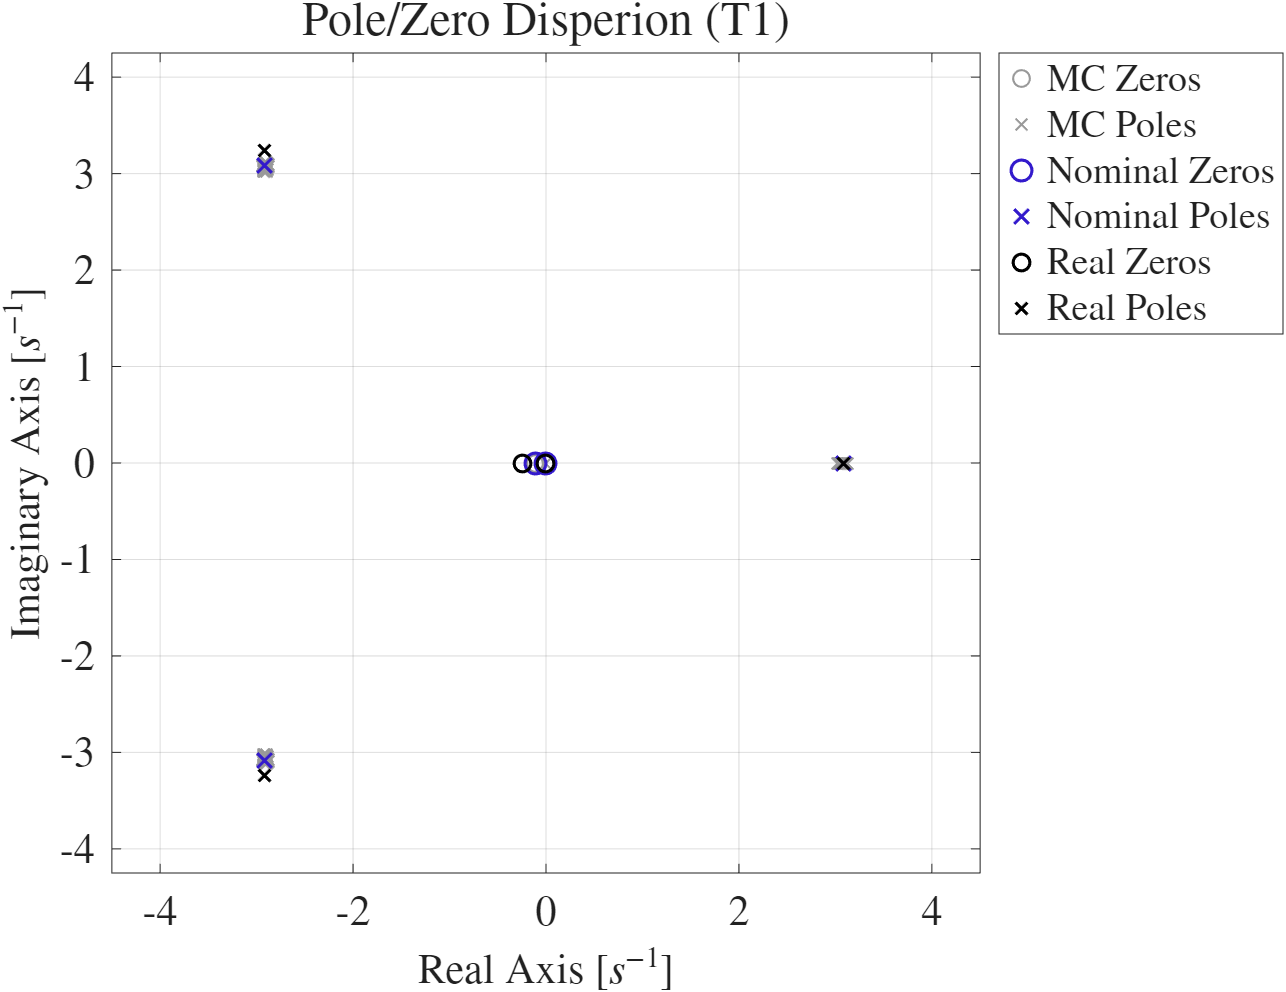 Pole/Zero Disperion (T1)
4
3
2
1
0
-1
-2
-3
-4
Imaginary Axis [s⁻¹]
-4 -2 0 2 4
Real Axis [s⁻¹]
MC Zeros
MC Poles
Nominal Zeros
Nominal Poles
Real Zeros
Real Poles